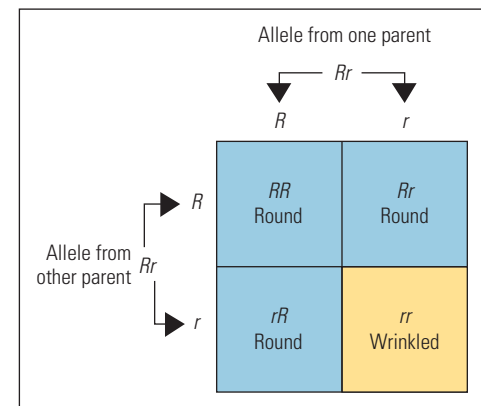 Allele from one parent
Rr
R r
R
RR Rr
Round Round
Allele from
other parent
Rr
r
rR rr
Round Wrinkled